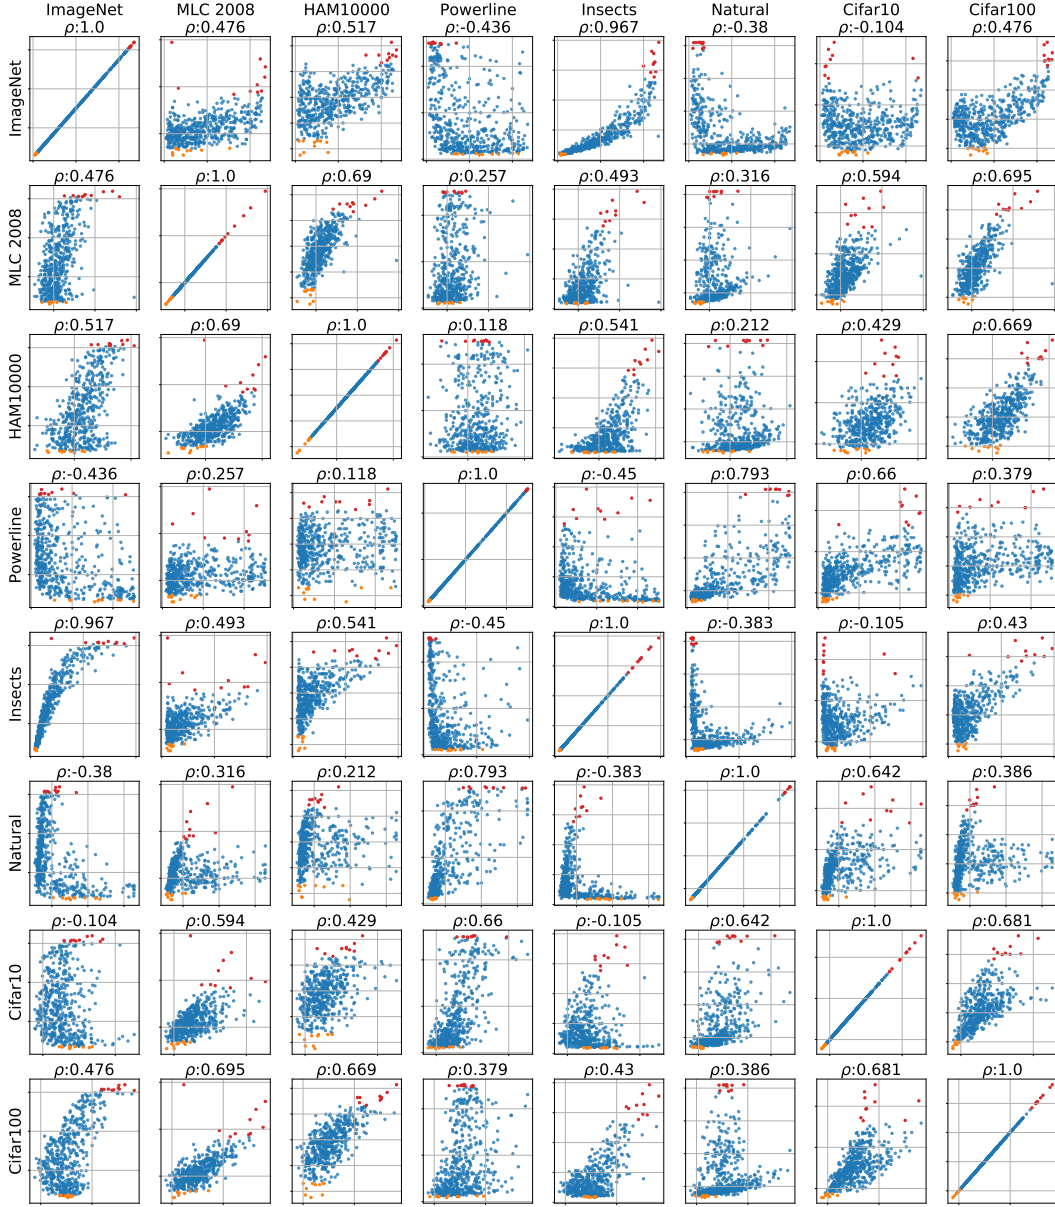 ImageNet MLC 2008 HAM10000 Powerline Insects Natural Cifar10 Cifar100
ρ:1.0 ρ:0.476 ρ:0.517 ρ:-0.436 ρ:0.967 ρ:-0.38 ρ:-0.104 ρ:0.476
ImageNet
ρ:0.476 ρ:1.0 ρ:0.69 ρ:0.257 ρ:0.493 ρ:0.316 ρ:0.594 ρ:0.695
MLC 2008
ρ:0.517 ρ:0.69 ρ:1.0 ρ:0.118 ρ:0.541 ρ:0.212 ρ:0.429 ρ:0.669
HAM10000
ρ:-0.436 ρ:0.257 ρ:0.118 ρ:1.0 ρ:-0.45 ρ:0.793 ρ:0.66 ρ:0.379
Powerline
ρ:0.967 ρ:0.493 ρ:0.541 ρ:-0.45 ρ:1.0 ρ:-0.383 ρ:-0.105 ρ:0.43
Insects
ρ:-0.38 ρ:0.316 ρ:0.212 ρ:0.793 ρ:-0.383 ρ:1.0 ρ:0.642 ρ:0.386
Natural
ρ:-0.104 ρ:0.594 ρ:0.429 ρ:0.66 ρ:-0.105 ρ:0.642 ρ:1.0 ρ:0.681
Cifar10
ρ:0.476 ρ:0.695 ρ:0.669 ρ:0.379 ρ:0.43 ρ:0.386 ρ:0.681 ρ:1.0
Cifar100